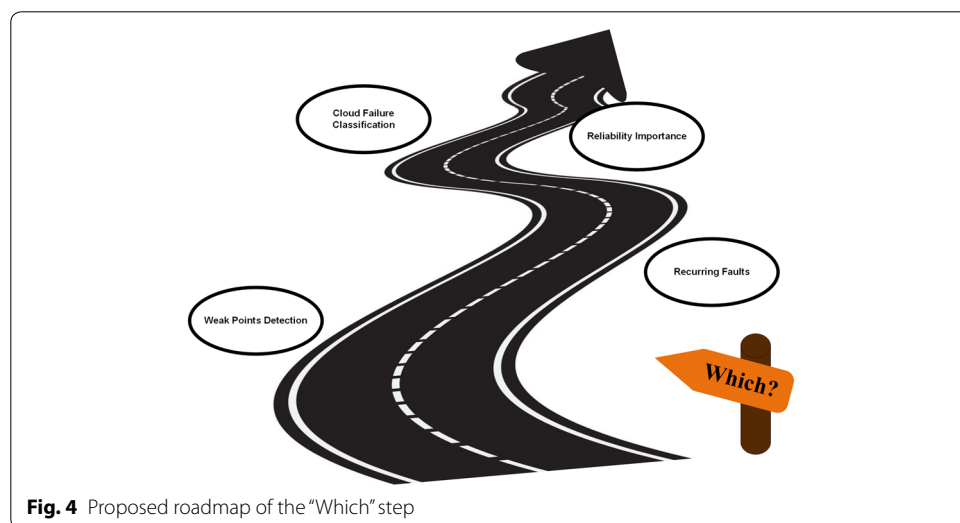 Cloud Failure
Classification
Reliability Importance
Recurring Faults
Weak Points Detection
Which?
Fig. 4 Proposed roadmap of the “Which” step